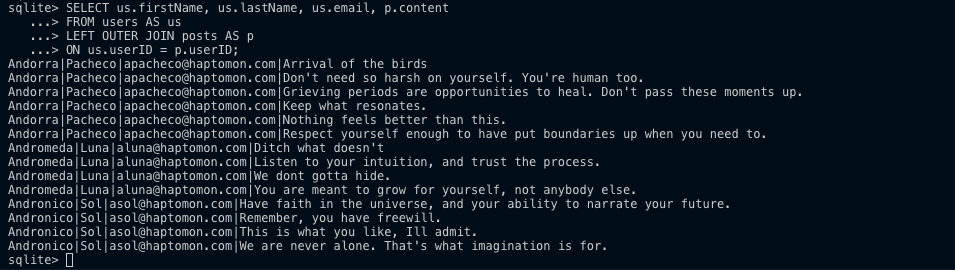 sqlite> SELECT us.firstName, us.lastName, us.email, p.content
...> FROM users AS us
...> LEFT OUTER JOIN posts AS p
...> ON us.userID = p.userID;
Andorra|Pacheco|apacheco@haptomon.com|Arrival of the birds
Andorra|Pacheco|apacheco@haptomon.com|Don't need so harsh on yourself. You're human too.
Andorra|Pacheco|apacheco@haptomon.com|Grieving periods are opportunities to heal. Don't pass these moments up.
Andorra|Pacheco|apacheco@haptomon.com|Keep what resonates.
Andorra|Pacheco|apacheco@haptomon.com|Nothing feels better than this.
Andorra|Pacheco|apacheco@haptomon.com|Respect yourself enough to have put boundaries up when you need to.
Andromeda|Luna|aluna@haptomon.com|Ditch what doesn't
Andromeda|Luna|aluna@haptomon.com|Listen to your intuition, and trust the process.
Andromeda|Luna|aluna@haptomon.com|We dont gotta hide.
Andromeda|Luna|aluna@haptomon.com|You are meant to grow for yourself, not anybody else.
Andronico|Sol|asol@haptomon.com|Have faith in the universe, and your ability to narrate your future.
Andronico|Sol|asol@haptomon.com|Remember, you have freewill.
Andronico|Sol|asol@haptomon.com|This is what you like, Ill admit.
Andronico|Sol|asol@haptomon.com|We are never alone. That's what imagination is for.
sqlite>